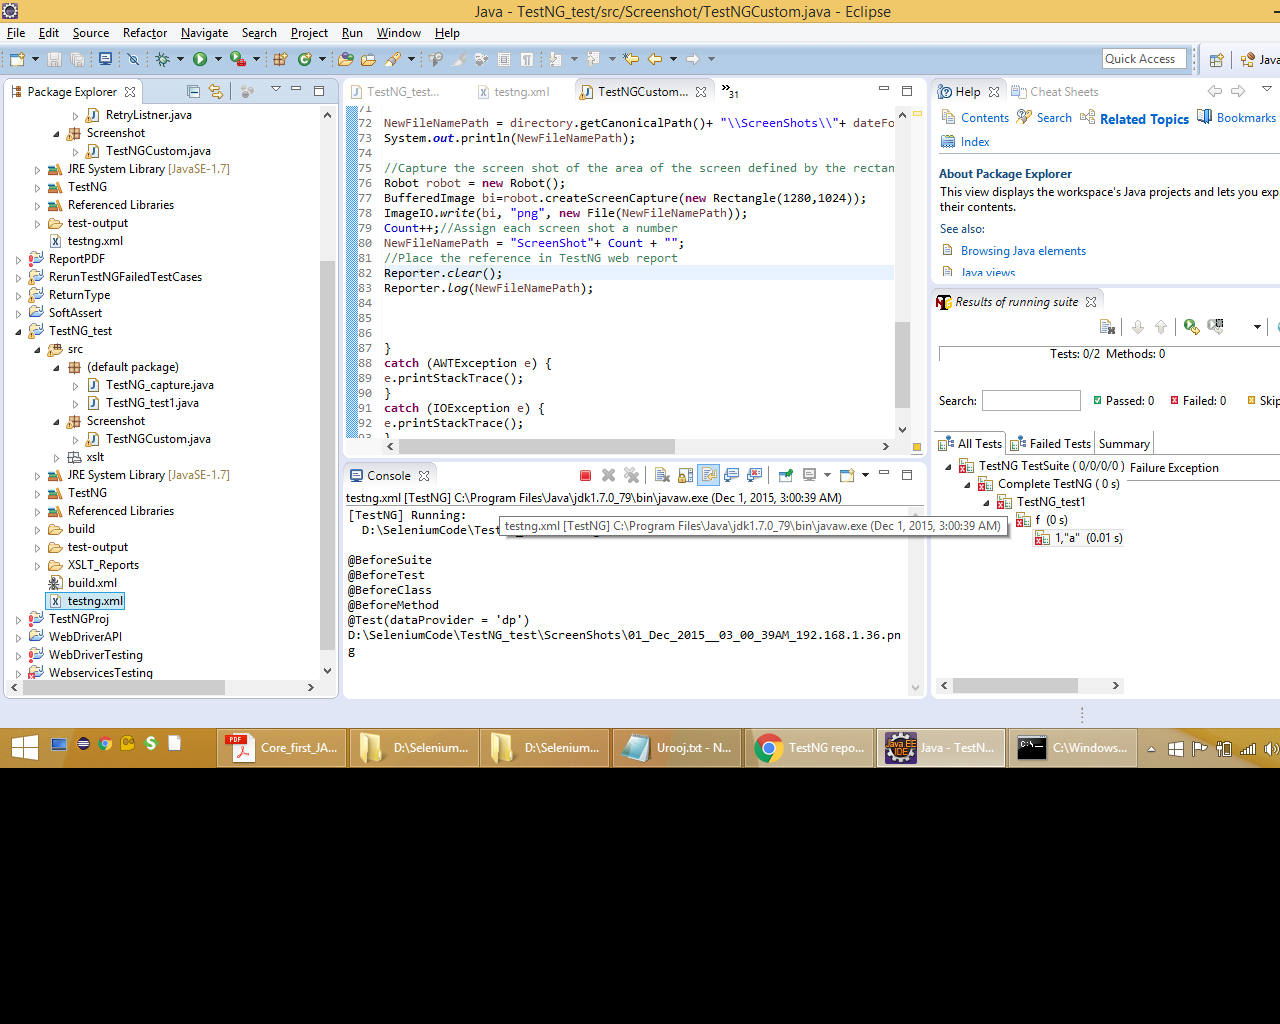 Java - TestNG_test/src/Screenshot/TestNGCustom.java - Eclipse
File Edit Source Refactor Navigate Search Project Run Window Help
Quick Access
Java
Package Explorer
RetryListner.java
Screenshot
TestNGCustom.java
JRE System Library [JavaSE-1.7]
TestNG
Referenced Libraries
test-output
testng.xml
ReportPDF
RerunTestNGFailedTestCases
ReturnType
SoftAssert
TestNG_test
src
(default package)
TestNG_capture.java
TestNG_test1.java
Screenshot
TestNGCustom.java
xslt
JRE System Library [JavaSE-1.7]
TestNG
Referenced Libraries
build
test-output
XSLT_Reports
build.xml
testng.xml
TestNGProj
WebDriverAPI
WebDriverTesting
WebservicesTesting
TestNG_test... testng.xml TestNGCustom... »31
71
72 NewFileNamePath = directory.getCanonicalPath()+ "\\ScreenShots\\"+ dateFo
73 System.out.println(NewFileNamePath);
74
75 //Capture the screen shot of the area of the screen defined by the rectan
76 Robot robot = new Robot();
77 BufferedImage bi=robot.createScreenCapture(new Rectangle(1280,1024));
78 ImageIO.write(bi, "png", new File(NewFileNamePath));
79 Count++;//Assign each screen shot a number
80 NewFileNamePath = "ScreenShot"+ Count + "";
81 //Place the reference in TestNG web report
82 Reporter.clear();
83 Reporter.log(NewFileNamePath);
84
85
86
87 }
88 catch (AWTException e) {
89 e.printStackTrace();
90 }
91 catch (IOException e) {
92 e.printStackTrace();
93 }
Console
testng.xml [TestNG] C:\Program Files\Java\jdk1.7.0_79\bin\javaw.exe (Dec 1, 2015, 3:00:39 AM)
[TestNG] Running:
D:\SeleniumCode\Test
testng.xml [TestNG] C:\Program Files\Java\jdk1.7.0_79\bin\javaw.exe (Dec 1, 2015, 3:00:39 AM)
@BeforeSuite
@BeforeTest
@BeforeClass
@BeforeMethod
@Test(dataProvider = 'dp')
D:\SeleniumCode\TestNG_test\ScreenShots\01_Dec_2015__03_00_39AM_192.168.1.36.pn
g
Help Cheat Sheets
Contents Search Related Topics Bookmarks
Index
About Package Explorer
This view displays the workspace's Java projects and lets you exp
their contents.
See also:
Browsing Java elements
Java views
Results of running suite
Tests: 0/2 Methods: 0
Search: Passed: 0 Failed: 0 Skip
All Tests Failed Tests Summary
TestNG TestSuite ( 0/0/0/0 ) Failure Exception
Complete TestNG ( 0 s)
TestNG_test1
f (0 s)
1,"a" (0.01 s)
Core_first_JA... D:\Selenium... D:\Selenium... Urooj.txt - N... TestNG repo... Java - TestN... C:\Windows...